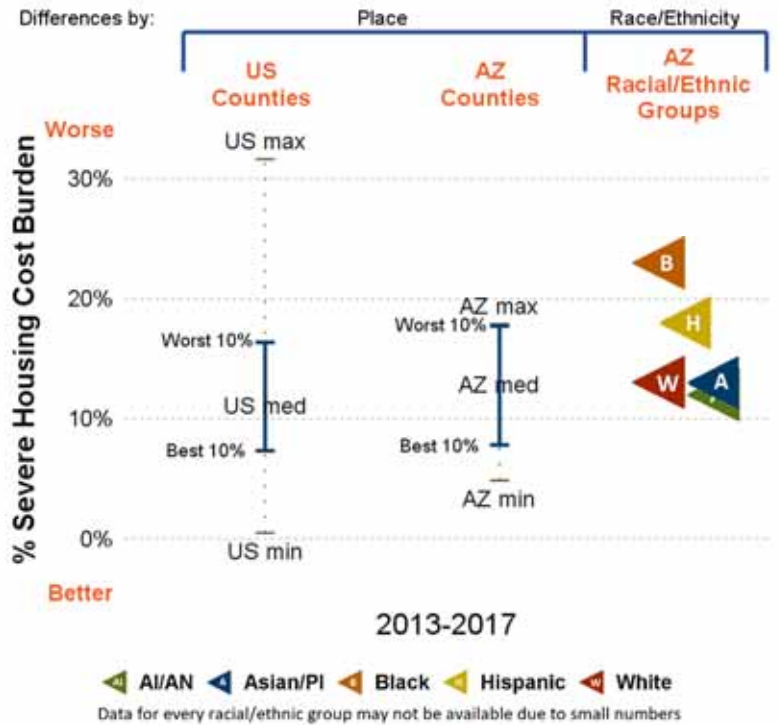 Differences by:
Place
Race/Ethnicity
US
Counties
AZ
Counties
AZ
Racial/Ethnic
Groups
% Severe Housing Cost Burden
Worse
US max
30%
B
20%
AZ max
Worst 10%
H
Worst 10%
W
A
AZ med
US med
10%
Best 10%
Best 10%
AZ min
0%
US min
Better
2013-2017
AI/AN
Asian/PI
Black
Hispanic
W White
Data for every racial/ethnic group may not be available due to small numbers